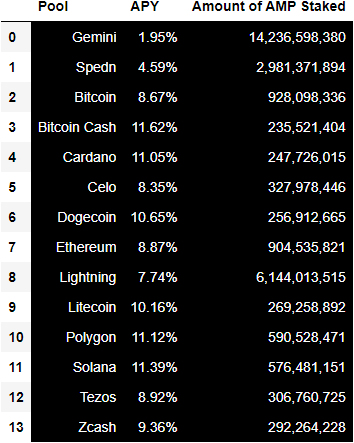 Pool APY Amount of AMP Staked
0 Gemini 1.95% 14,236,598,380
1 Spedn 4.59% 2,981,371,894
2 Bitcoin 8.67% 928,098,336
3 Bitcoin Cash 11.62% 235,521,404
4 Cardano 11.05% 247,726,015
5 Celo 8.35% 327,978,446
6 Dogecoin 10.65% 256,912,665
7 Ethereum 8.87% 904,535,821
8 Lightning 7.74% 6,144,013,515
9 Litecoin 10.16% 269,258,892
10 Polygon 11.12% 590,528,471
11 Solana 11.39% 576,481,151
12 Tezos 8.92% 306,760,725
13 Zcash 9.36% 292,264,228